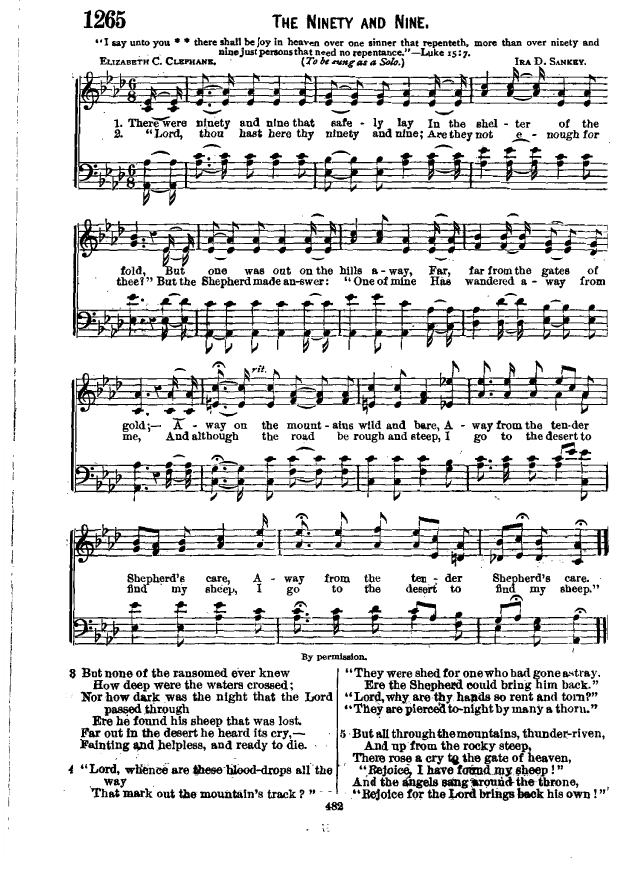 1265
THE NINETY AND NINE.
"I say unto you * * there shall be joy in heaven over one sinner that repenteth, more than over ninety and
nine just persons that need no repentance."—Luke 15:7.
ELIZABETH C. CLEPHANE.
(To be sung as a Solo.)
IRA D. SANKEY.
1. There were ninety and nine that safe - ly lay In the shel - ter of the
2. "Lord, thou hast here thy ninety and nine; Are they not e - nough for
fold, But one was out on the hills a - way, Far, far from the gates of
thee?" But the Shepherd made an-swer: "One of mine Has wandered a - way from
rit.
gold;— A - way on the mount - ains wild and bare, A - way from the ten-der
me, And although the road be rough and steep, I go to the desert to
Shepherd's care, A - way from the ten - der Shepherd's care.
find my sheep, I go to the desert to find my sheep."
By permission.
3 But none of the ransomed ever knew
How deep were the waters crossed;
Nor how dark was the night that the Lord
passed through
Ere he found his sheep that was lost.
Far out in the desert he heard its cry,—
Fainting and helpless, and ready to die.
4 "Lord, whence are these blood-drops all the
way
That mark out the mountain's track?"
"They were shed for one who had gone astray.
Ere the Shepherd could bring him back."
"Lord, why are thy hands so rent and torn?"
"They are pierced to-night by many a thorn."
5 But all through the mountains, thunder-riven,
And up from the rocky steep,
There rose a cry to the gate of heaven,
"Rejoice, I have found my sheep!"
And the angels sang around the throne,
"Rejoice for the Lord brings back his own!"
482